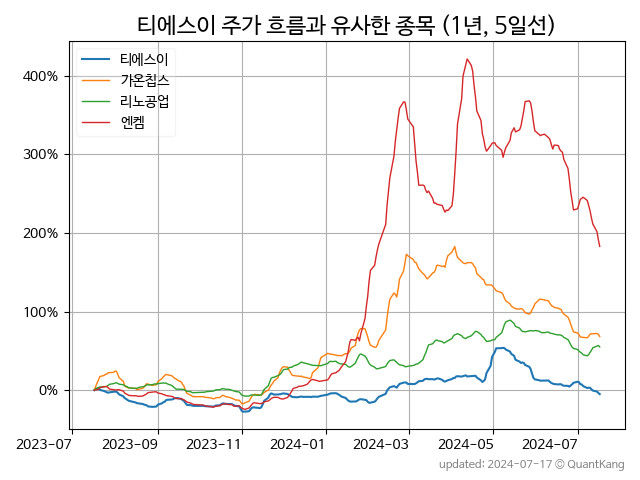 티에스이 주가 흐름과 유사한 종목 (1년, 5일선)
티에스이
가온칩스
리노공업
엔켐
400%
300%
200%
100%
0%
2023-07 2023-09 2023-11 2024-01 2024-03 2024-05 2024-07
updated: 2024-07-17 © QuantKang